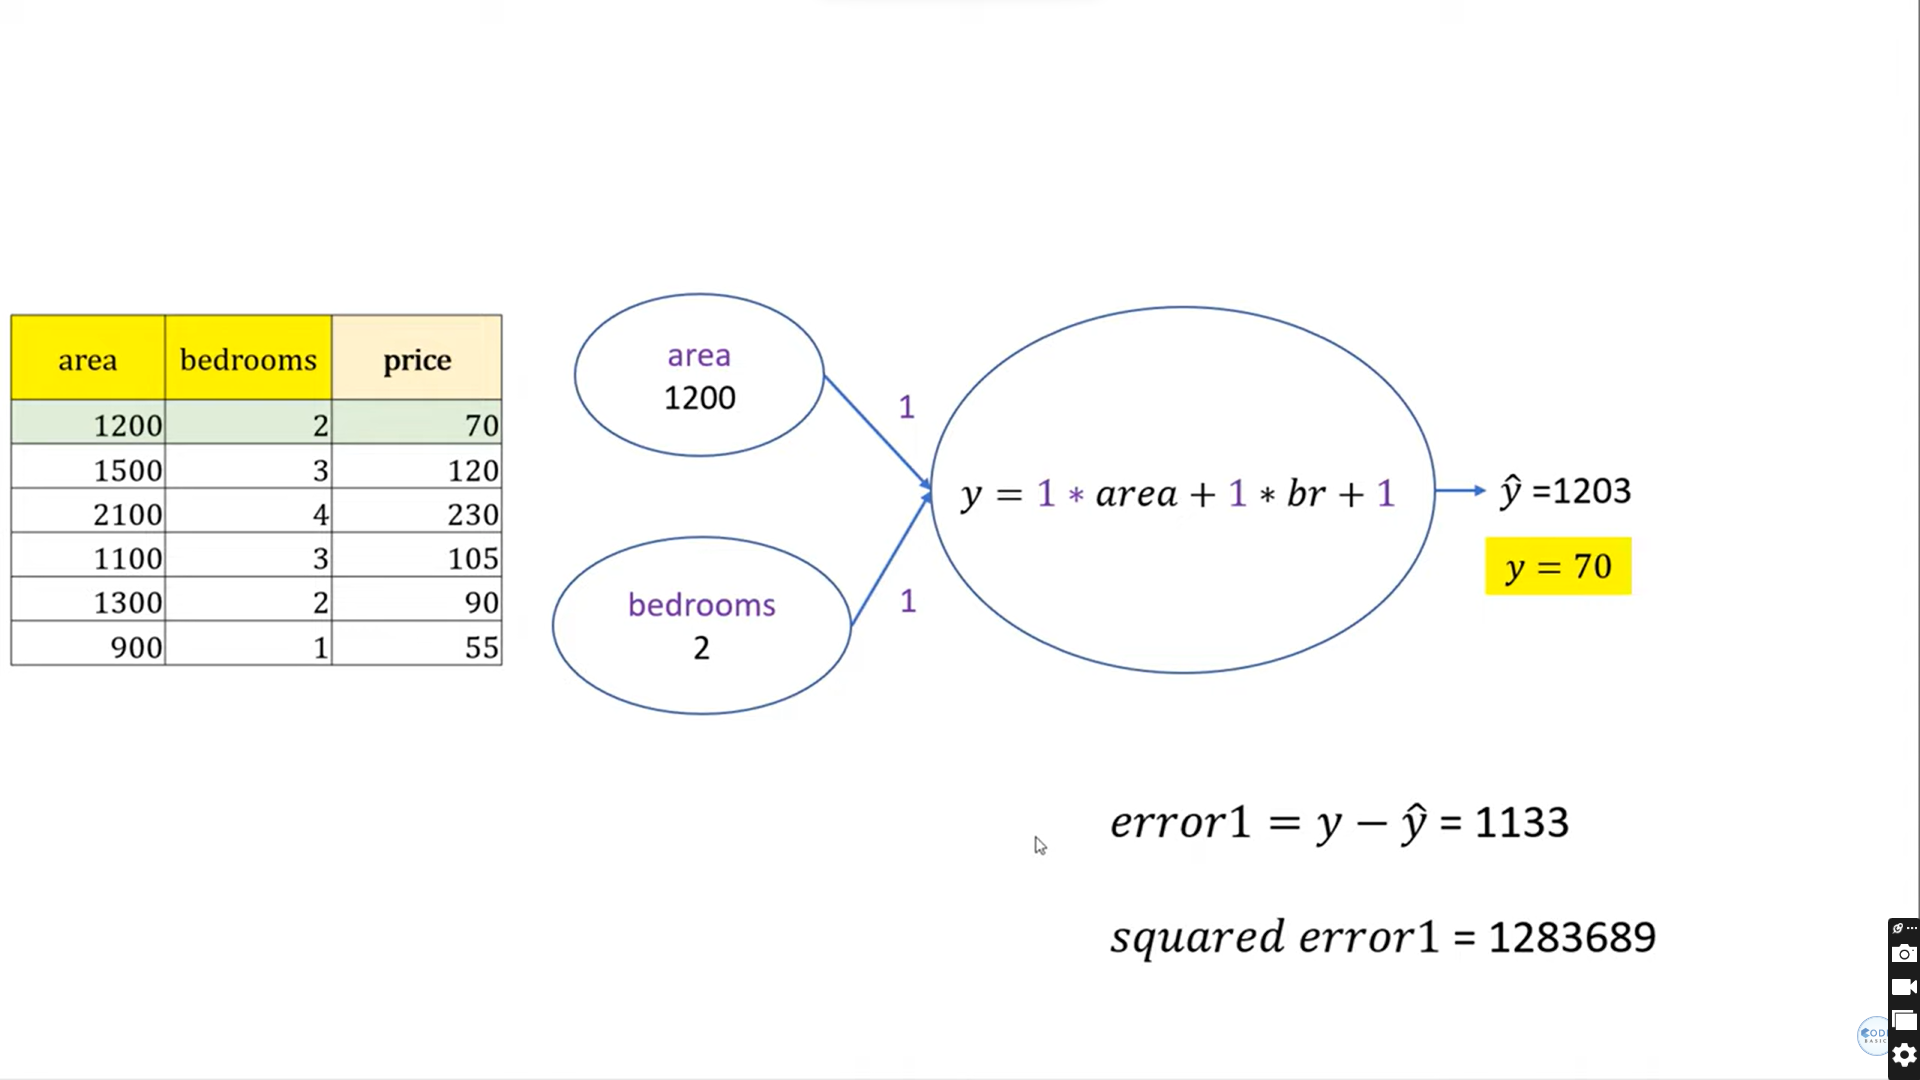 area bedrooms price
1200 2 70
1500 3 120
2100 4 230
1100 3 105
1300 2 90
900 1 55
area
1200
1
bedrooms
2
1
y = 1 * area + 1 * br + 1
ŷ =1203
y = 70
error1 = y − ŷ = 1133
squared error1 = 1283689